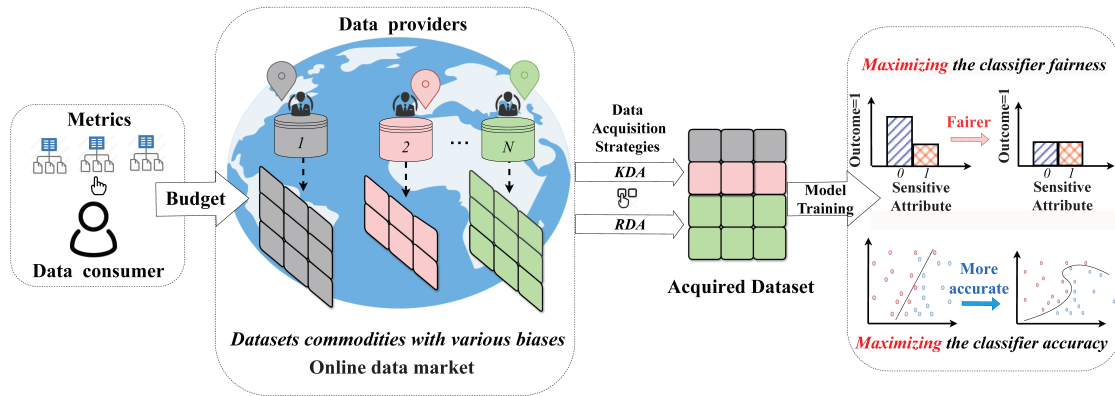 Metrics
Data consumer
Budget
Data providers
1
2
...
N
Datasets commodities with various biases
Online data market
Data
Acquisition
Strategies
KDA
RDA
Acquired Dataset
Model
Training
Maximizing the classifier fairness
Outcome=1
0 1
Sensitive
Attribute
Fairer
Outcome=1
0 1
Sensitive
Attribute
More
accurate
Maximizing the classifier accuracy